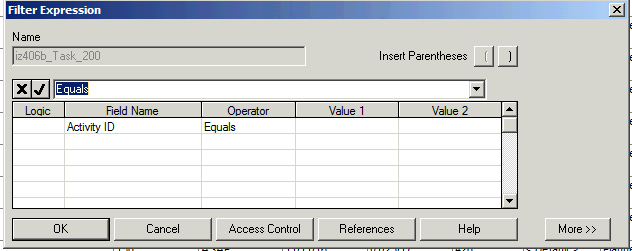 Filter Expression
Name
iz406b_Task_200
Insert Parentheses ( )
Equals
Logic Field Name Operator Value 1 Value 2
Activity ID Equals
OK Cancel Access Control References Help More >>